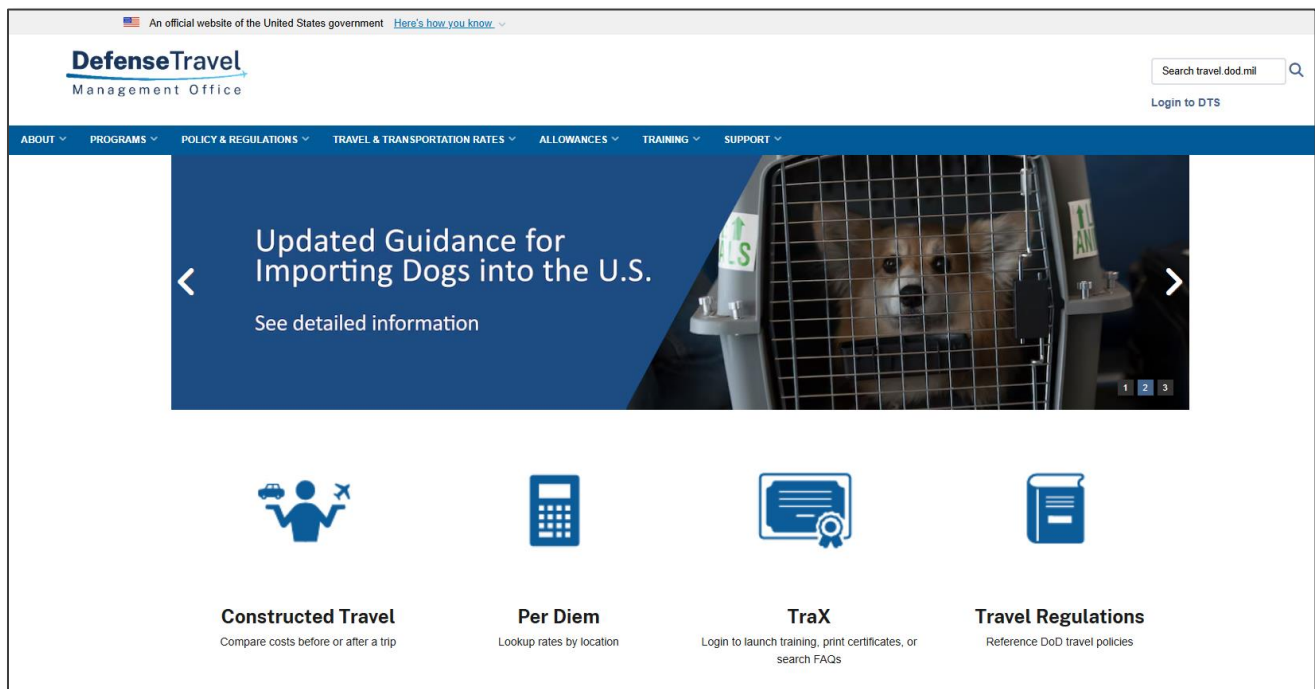 An official website of the United States government Here's how you know
DefenseTravel
Management Office
Search travel.dod.mil
Login to DTS
ABOUT PROGRAMS POLICY & REGULATIONS TRAVEL & TRANSPORTATION RATES ALLOWANCES TRAINING SUPPORT
Updated Guidance for
Importing Dogs into the U.S.
See detailed information
1 2 3
Constructed Travel
Compare costs before or after a trip
Per Diem
Lookup rates by location
TraX
Login to launch training, print certificates, or
search FAQs
Travel Regulations
Reference DoD travel policies